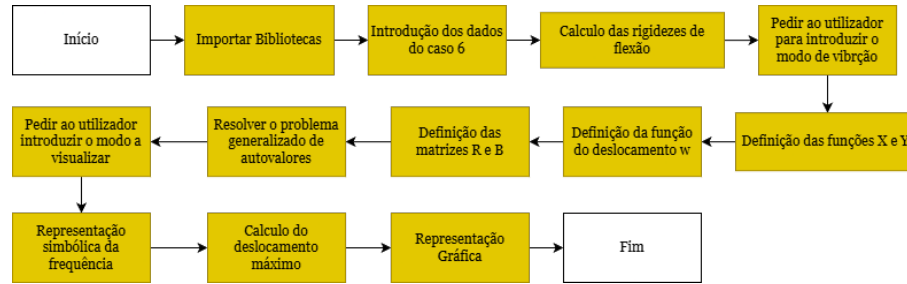 Início
Importar Bibliotecas
Introdução dos dados
do caso 6
Calculo das rigidezes de
flexão
Pedir ao utilizador
para introduzir o
modo de vibrção
Definição das funções X e Y
Definição da função
do deslocamento w
Definição das
matrizes R e B
Resolver o problema
generalizado de
autovalores
Pedir ao utilizador
introduzir o modo a
visualizar
Representação
simbólica da
frequência
Calculo do
deslocamento
máximo
Representação
Gráfica
Fim